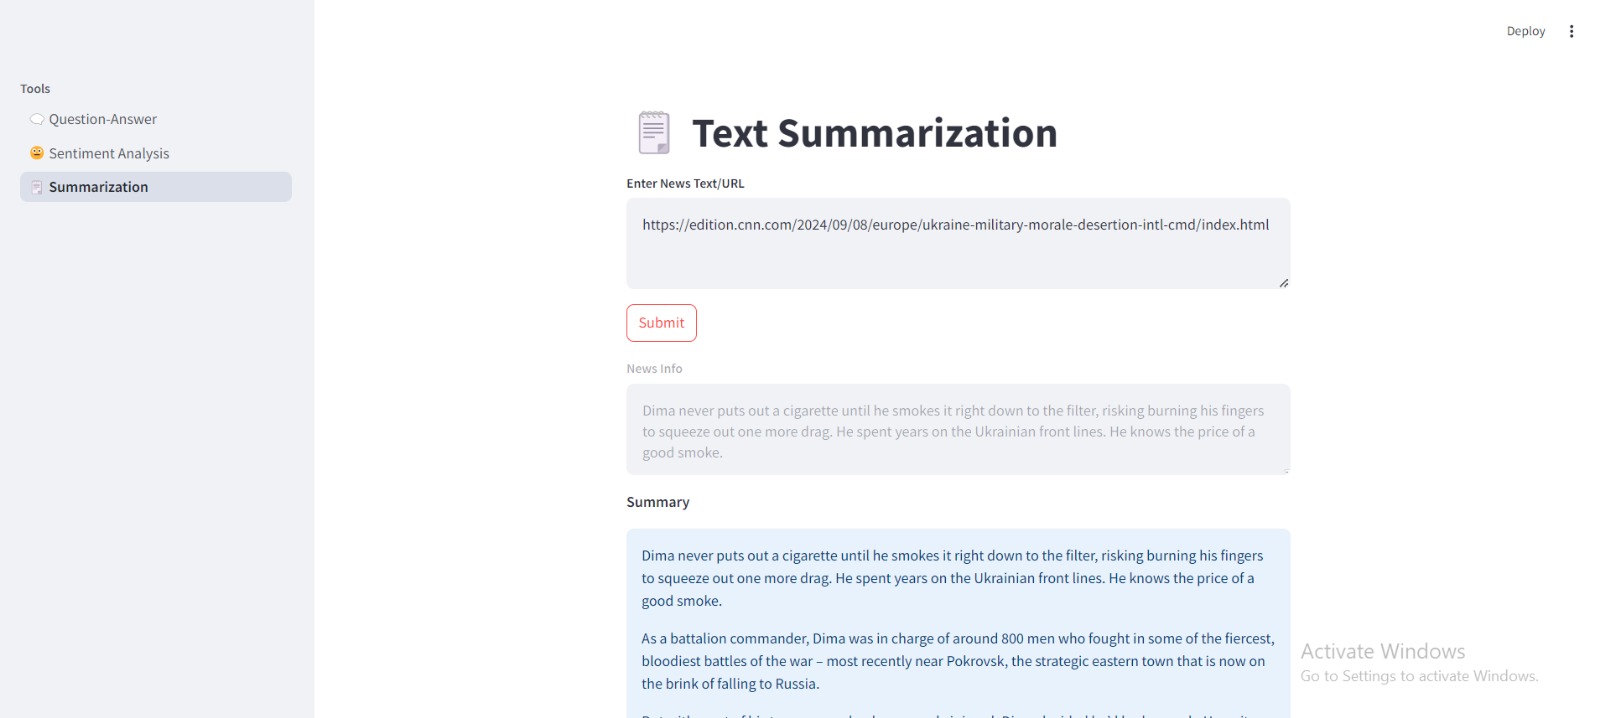 Deploy
Tools
Question-Answer
Sentiment Analysis
Summarization
Text Summarization
Enter News Text/URL
https://edition.cnn.com/2024/09/08/europe/ukraine-military-morale-desertion-intl-cmd/index.html
Submit
News Info
Dima never puts out a cigarette until he smokes it right down to the filter, risking burning his fingers
to squeeze out one more drag. He spent years on the Ukrainian front lines. He knows the price of a
good smoke.
Summary
Dima never puts out a cigarette until he smokes it right down to the filter, risking burning his fingers
to squeeze out one more drag. He spent years on the Ukrainian front lines. He knows the price of a
good smoke.
As a battalion commander, Dima was in charge of around 800 men who fought in some of the fiercest,
bloodiest battles of the war – most recently near Pokrovsk, the strategic eastern town that is now on
the brink of falling to Russia.
Activate Windows
Go to Settings to activate Windows.